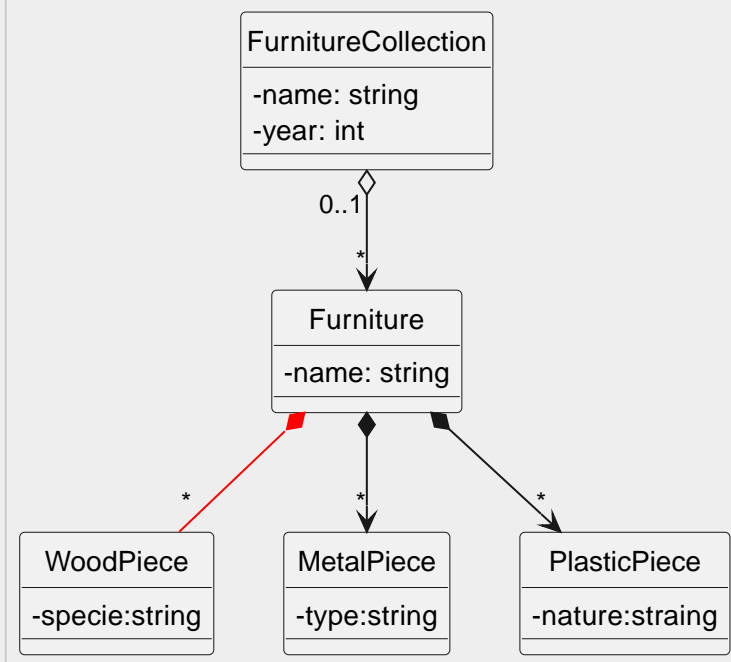 FurnitureCollection
-name: string
-year: int
0..1
*
Furniture
-name: string
*
*
*
WoodPiece
MetalPiece
PlasticPiece
-specie:string
-type:string
-nature:straing